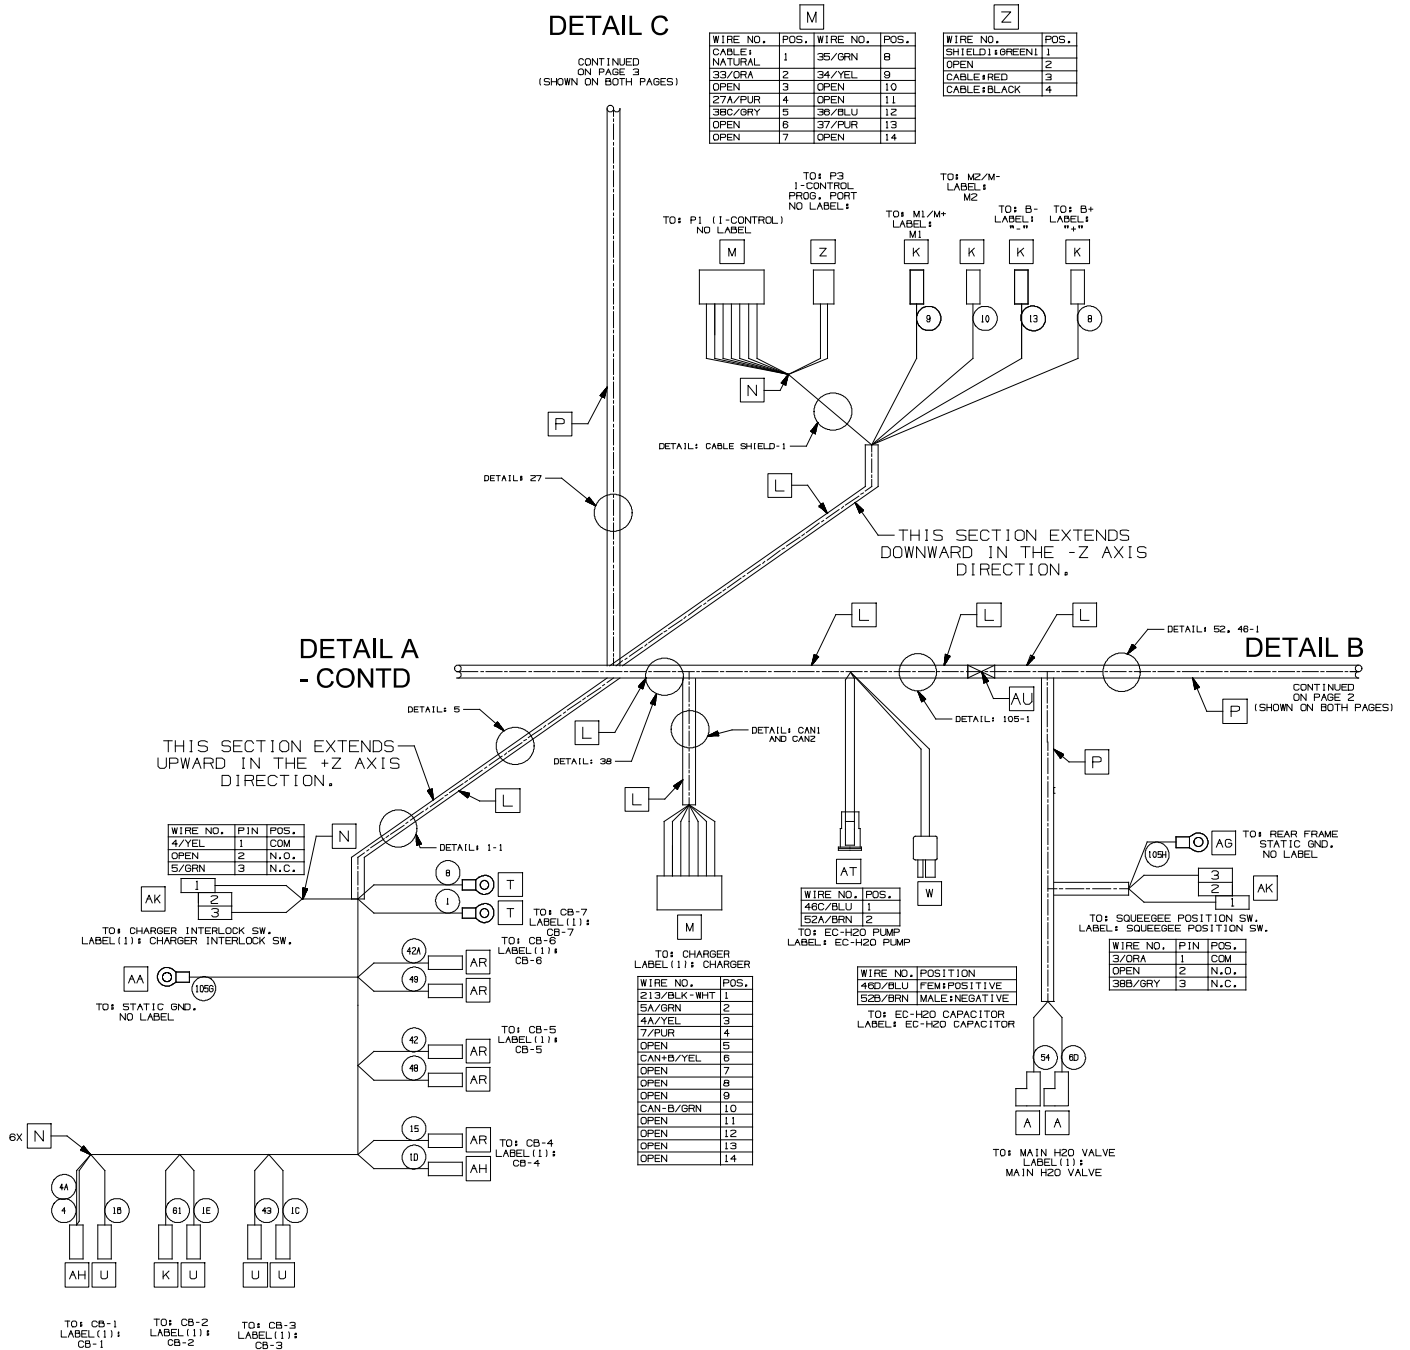 DETAIL C
CONTINUED
ON PAGE 3
(SHOWN ON BOTH PAGES)
M
WIRE NO. POS. WIRE NO. POS.
CABLE:
NATURAL 1 35/GRN 8
33/ORA 2 34/YEL 9
OPEN 3 OPEN 10
27A/PUR 4 OPEN 11
38C/GRY 5 36/BLU 12
OPEN 6 37/PUR 13
OPEN 7 OPEN 14
Z
WIRE NO. POS.
SHIELD1:GREEN1 1
OPEN 2
CABLE:RED 3
CABLE:BLACK 4
TO: P1 (I-CONTROL)
NO LABEL
M
TO: P3
I-CONTROL
PROG. PORT
NO LABEL:
Z
TO: M1/M+
LABEL:
M1
K
9
TO: M2/M-
LABEL:
M2
K
10
TO: B-
LABEL:
"-"
K
13
TO: B+
LABEL:
"+"
K
8
N
DETAIL: CABLE SHIELD-1
P
DETAIL: 27
L
THIS SECTION EXTENDS
DOWNWARD IN THE -Z AXIS
DIRECTION.
DETAIL A
- CONTD
L
L
L
DETAIL: 52, 46-1
DETAIL B
CONTINUED
ON PAGE 2
(SHOWN ON BOTH PAGES)
P
AU
DETAIL: 105-1
L
DETAIL: 5
DETAIL: 38
DETAIL: CAN1
AND CAN2
P
L
L
THIS SECTION EXTENDS
UPWARD IN THE +Z AXIS
DIRECTION.
DETAIL: 1-1
WIRE NO. PIN POS.
4/YEL 1 COM
OPEN 2 N.O.
5/GRN 3 N.C.
N
AK
1
2
3
TO: CHARGER INTERLOCK SW.
LABEL(1): CHARGER INTERLOCK SW.
AA
105G
TO: STATIC GND.
NO LABEL
8
T
1
T
TO: CB-7
LABEL(1):
CB-7
42A
AR
49
AR
TO: CB-6
LABEL(1):
CB-6
42
AR
48
AR
TO: CB-5
LABEL(1):
CB-5
15
AR
1D
AH
TO: CB-4
LABEL(1):
CB-4
6X N
4A
4
1B
AH U
TO: CB-1
LABEL(1):
CB-1
61
1E
K U
TO: CB-2
LABEL(1):
CB-2
43
1C
U U
TO: CB-3
LABEL(1):
CB-3
M
TO: CHARGER
LABEL(1): CHARGER
WIRE NO. POS.
213/BLK-WHT 1
5A/GRN 2
4A/YEL 3
7/PUR 4
OPEN 5
CAN+B/YEL 6
OPEN 7
OPEN 8
OPEN 9
CAN-B/GRN 10
OPEN 11
OPEN 12
OPEN 13
OPEN 14
AT
WIRE NO. POS.
46C/BLU 1
52A/BRN 2
TO: EC-H2O PUMP
LABEL: EC-H2O PUMP
W
WIRE NO. POSITION
46D/BLU FEM:POSITIVE
52B/BRN MALE:NEGATIVE
TO: EC-H2O CAPACITOR
LABEL: EC-H2O CAPACITOR
105H
AG
TO: REAR FRAME
STATIC GND.
NO LABEL
3
2
1
AK
TO: SQUEEGEE POSITION SW.
LABEL: SQUEEGEE POSITION SW.
WIRE NO. PIN POS.
3/ORA 1 COM
OPEN 2 N.O.
38B/GRY 3 N.C.
54
6D
A A
TO: MAIN H2O VALVE
LABEL(1):
MAIN H2O VALVE